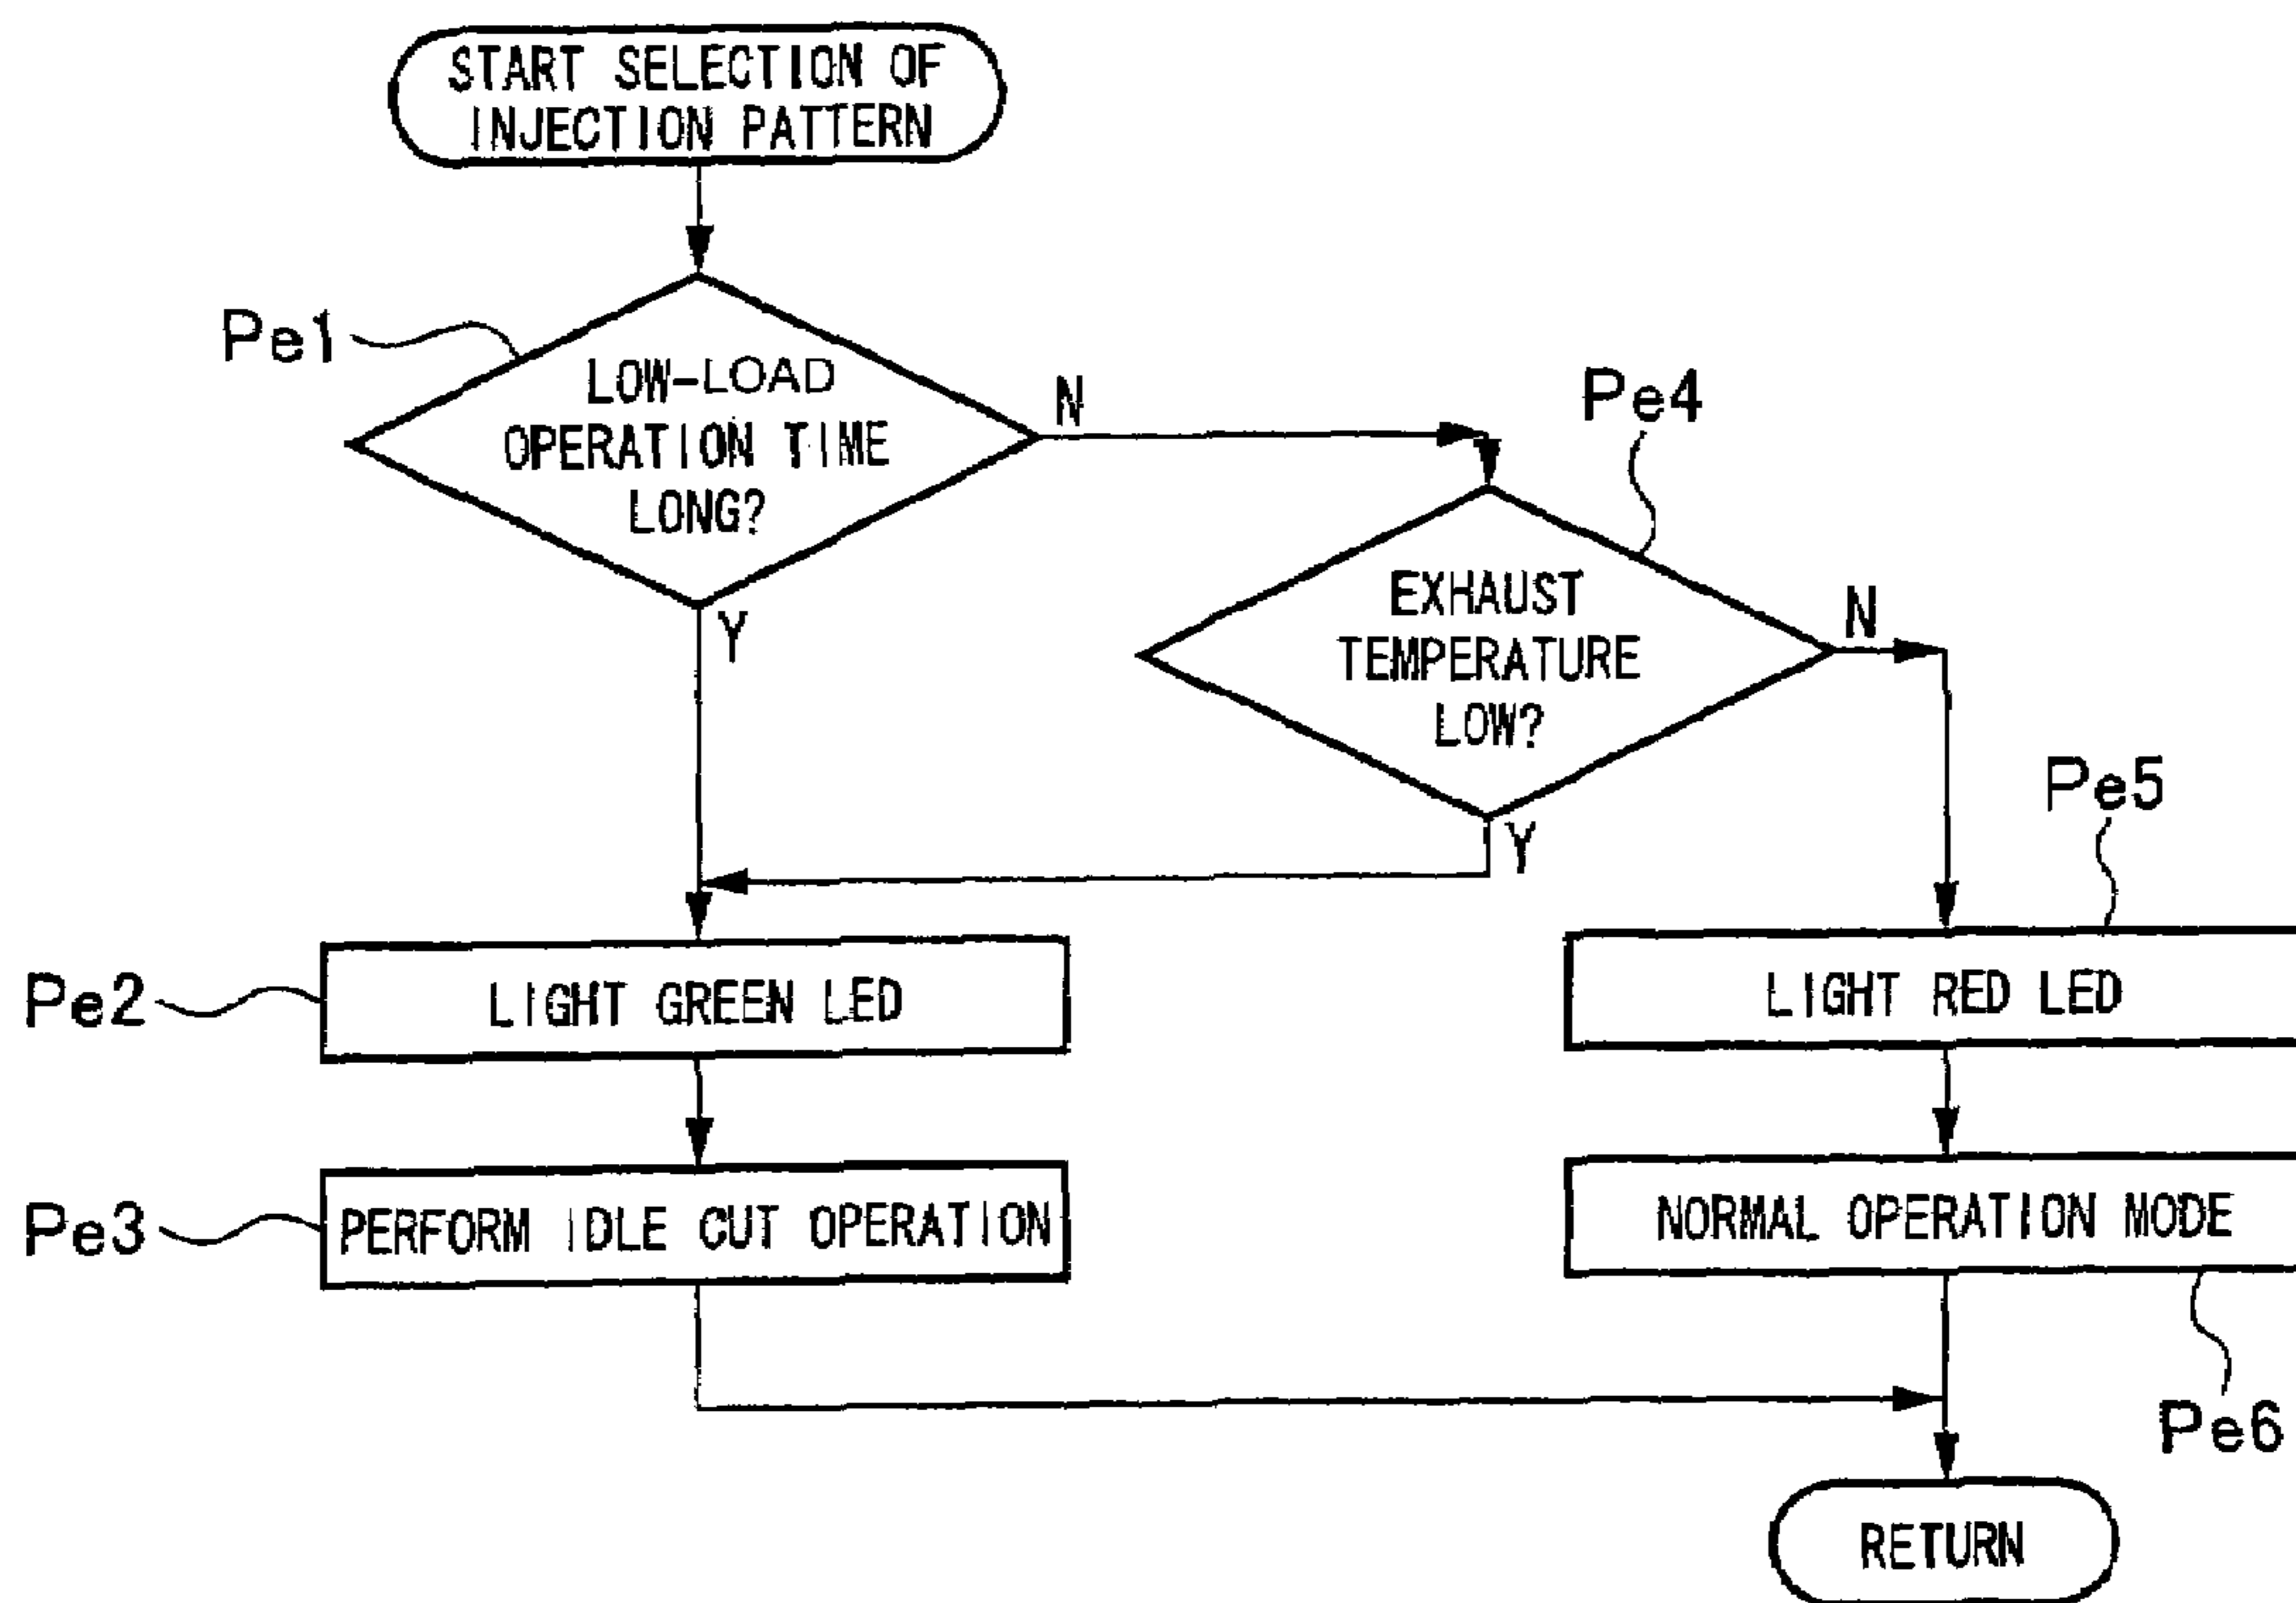 START SELECTION OF
INJECTION PATTERN
Pe1
LOW-LOAD
OPERATION TIME
LONG?
N
Y
Pe4
EXHAUST
TEMPERATURE
LOW?
N
Y
Pe5
Pe2
LIGHT GREEN LED
LIGHT RED LED
Pe3
PERFORM IDLE CUT OPERATION
NORMAL OPERATION MODE
Pe6
RETURN